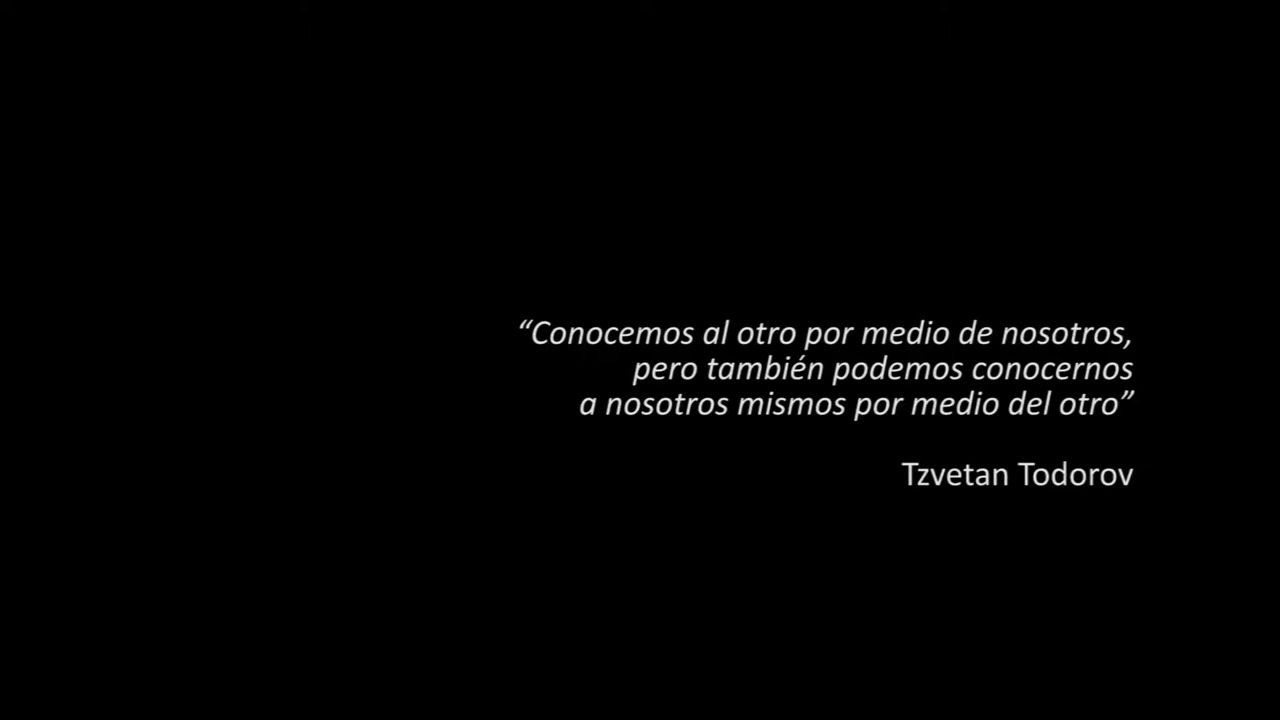 “Conocemos al otro por medio de nosotros,
pero también podemos conocernos
a nosotros mismos por medio del otro”
Tzvetan Todorov